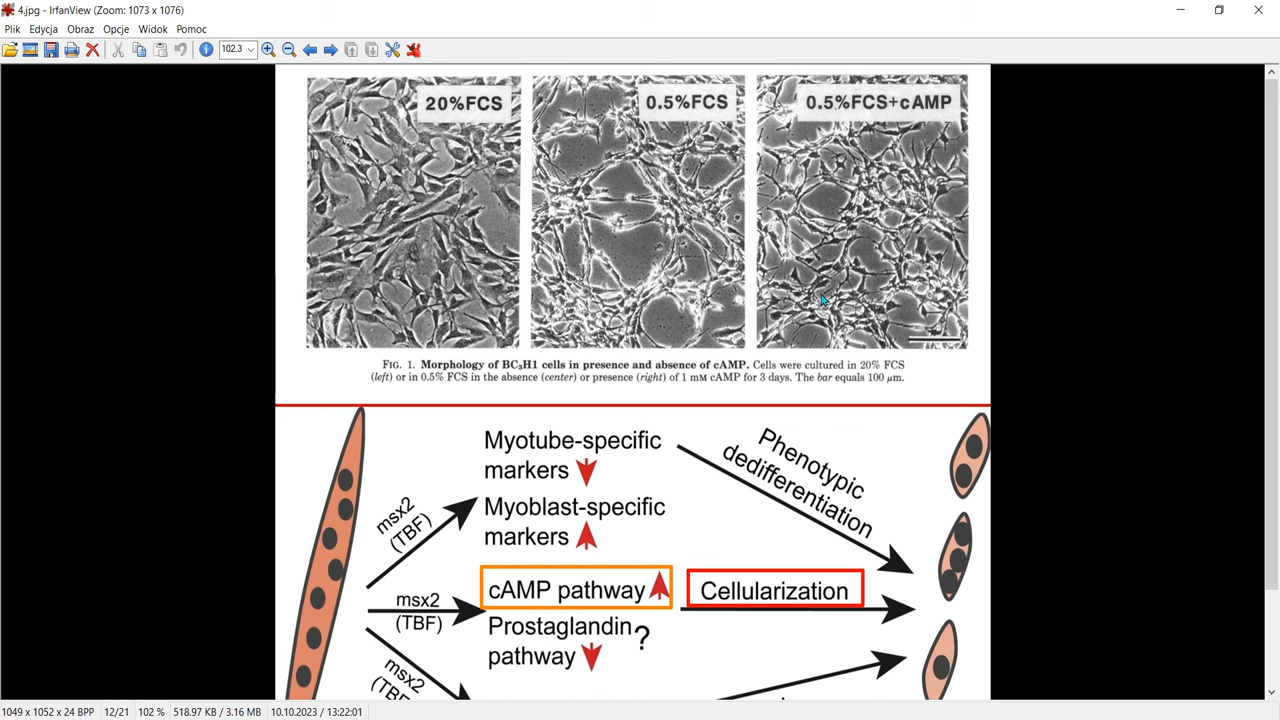 4.jpg - IrfanView (Zoom: 1073 x 1076)
Plik Edycja Obraz Opcje Widok Pomoc
102.3
20%FCS
0.5%FCS
0.5%FCS+cAMP
FIG. 1. Morphology of BC₃H1 cells in presence and absence of cAMP. Cells were cultured in 20% FCS
(left) or in 0.5% FCS in the absence (center) or presence (right) of 1 mM cAMP for 3 days. The bar equals 100 μm.
Myotube-specific
markers
Myoblast-specific
markers
msx2
(TBF)
Phenotypic
dedifferentiation
cAMP pathway
Cellularization
msx2
(TBF)
Prostaglandin
pathway
?
msx2
(TBF
1049 x 1052 x 24 BPP 12/21 102 % 518.97 KB / 3.16 MB 10.10.2023 / 13:22:01